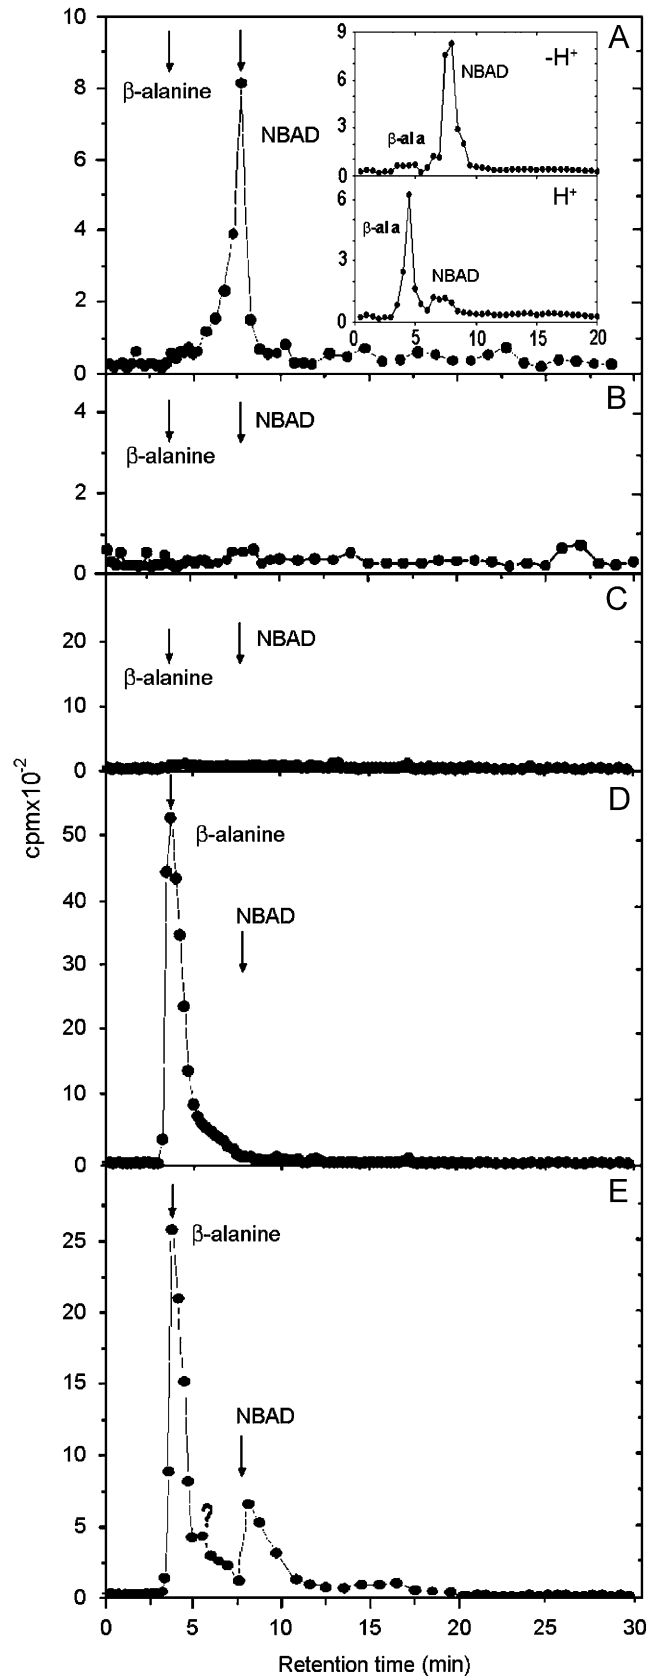 10
8
6
4
2
0
β-alanine
NBAD
A
9
6
3
0
-H⁺
NBAD
β-ala
6
3
0
H⁺
β-ala
NBAD
0 5 10 15 20
4
2
0
B
NBAD
β-alanine
20
10
0
C
NBAD
β-alanine
cpmx10⁻²
50
40
30
20
10
0
D
β-alanine
NBAD
25
20
15
10
5
0
E
β-alanine
NBAD
?
0 5 10 15 20 25 30
Retention time (min)